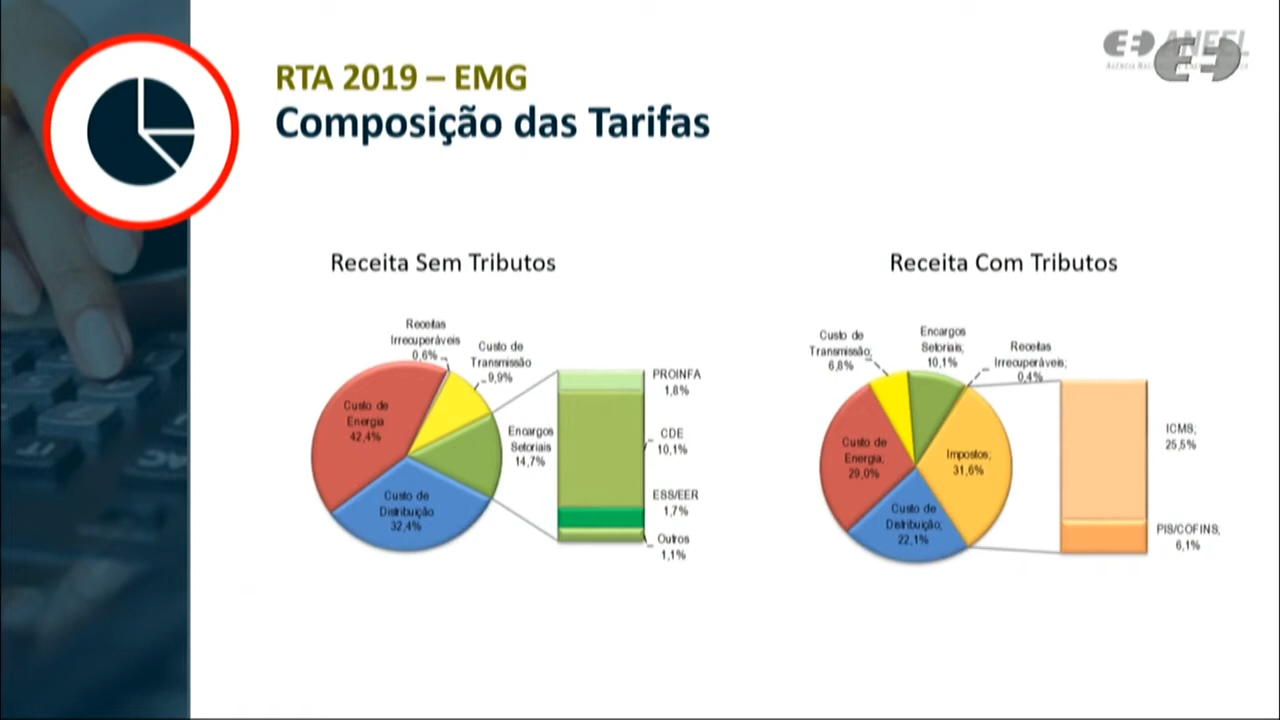 RTA 2019 – EMG
Composição das Tarifas
ANEEL
Receita Sem Tributos
Receitas
Irrecuperáveis
0,6%
Custo de
Transmissão
9,9%
Custo de
Energia
42,4%
Encargos
Setoriais
14,7%
Custo de
Distribuição
32,4%
PROINFA
1,8%
CDE
10,1%
ESS/EER
1,7%
Outros
1,1%
Receita Com Tributos
Custo de
Transmissão;
6,8%
Encargos
Setoriais;
10,1%
Receitas
Irrecuperáveis;
0,4%
Custo de
Energia;
29,0%
Impostos;
31,6%
Custo de
Distribuição;
22,1%
ICMS;
25,5%
PIS/COFINS;
6,1%